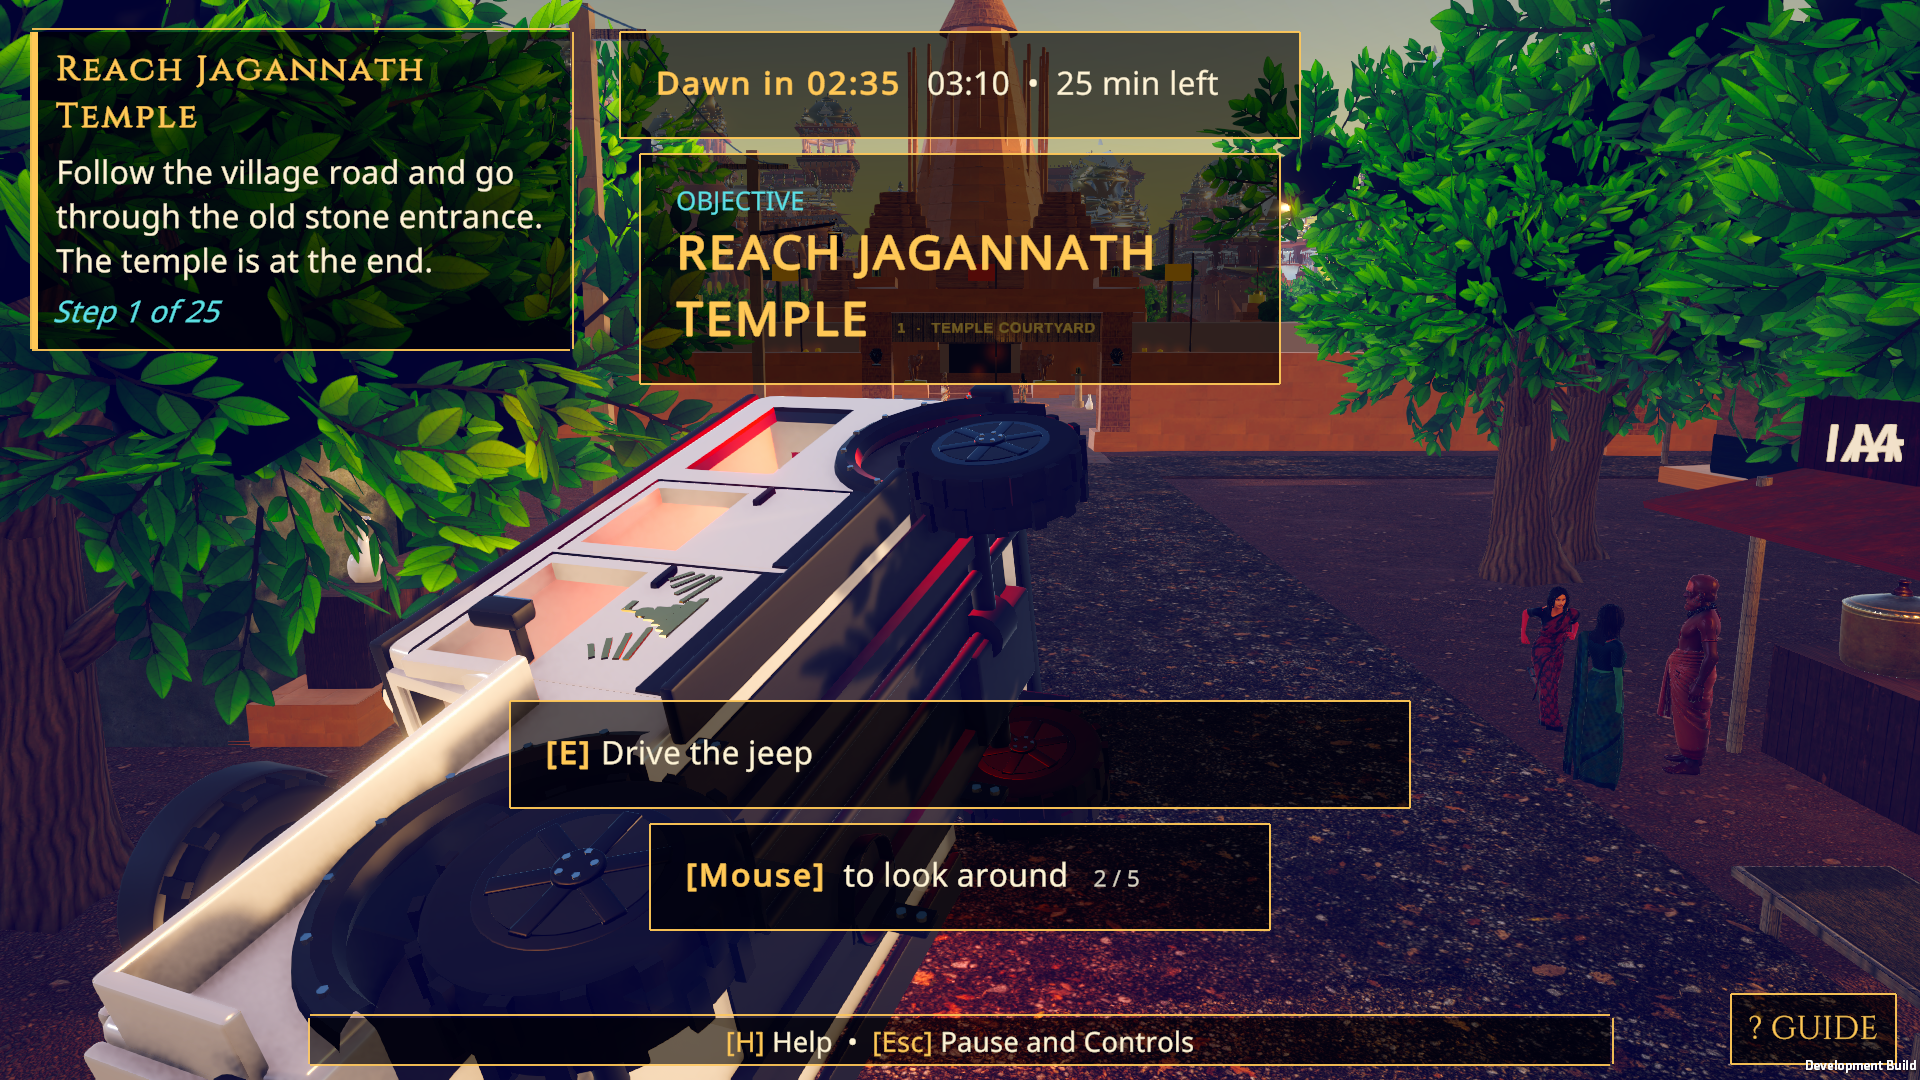 REACH JAGANNATH
TEMPLE
Follow the village road and go
through the old stone entrance.
The temple is at the end.
Step 1 of 25
Dawn in 02:35 03:10 • 25 min left
OBJECTIVE
REACH JAGANNATH
TEMPLE
1 · TEMPLE COURTYARD
[E] Drive the jeep
[Mouse] to look around 2 / 5
[H] Help • [Esc] Pause and Controls
? GUIDE
Development Build